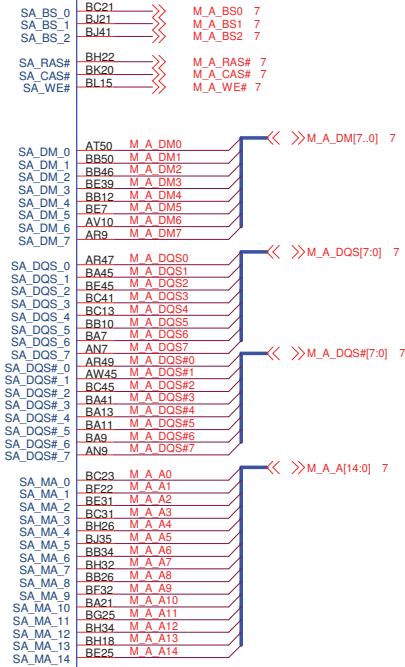 SA_BS_0 BC21 M_A_BS0 7
SA_BS_1 BJ21 M_A_BS1 7
SA_BS_2 BJ41 M_A_BS2 7
SA_RAS# BH22 M_A_RAS# 7
SA_CAS# BK20 M_A_CAS# 7
SA_WE# BL15 M_A_WE# 7
M_A_DM[7..0] 7
SA_DM_0 AT50 M_A_DM0
SA_DM_1 BB50 M_A_DM1
SA_DM_2 BB46 M_A_DM2
SA_DM_3 BE39 M_A_DM3
SA_DM_4 BB12 M_A_DM4
SA_DM_5 BE7 M_A_DM5
SA_DM_6 AV10 M_A_DM6
SA_DM_7 AR9 M_A_DM7
M_A_DQS[7:0] 7
SA_DQS_0 AR47 M_A_DQS0
SA_DQS_1 BA45 M_A_DQS1
SA_DQS_2 BE45 M_A_DQS2
SA_DQS_3 BC41 M_A_DQS3
SA_DQS_4 BC13 M_A_DQS4
SA_DQS_5 BB10 M_A_DQS5
SA_DQS_6 BA7 M_A_DQS6
SA_DQS_7 AN7 M_A_DQS7
M_A_DQS#[7:0] 7
SA_DQS#_0 AR49 M_A_DQS#0
SA_DQS#_1 AW45 M_A_DQS#1
SA_DQS#_2 BC45 M_A_DQS#2
SA_DQS#_3 BA41 M_A_DQS#3
SA_DQS#_4 BA13 M_A_DQS#4
SA_DQS#_5 BA11 M_A_DQS#5
SA_DQS#_6 BA9 M_A_DQS#6
SA_DQS#_7 AN9 M_A_DQS#7
M_A_A[14:0] 7
SA_MA_0 BC23 M_A_A0
SA_MA_1 BF22 M_A_A1
SA_MA_2 BE31 M_A_A2
SA_MA_3 BC31 M_A_A3
SA_MA_4 BH26 M_A_A4
SA_MA_5 BJ35 M_A_A5
SA_MA_6 BB34 M_A_A6
SA_MA_7 BH32 M_A_A7
SA_MA_8 BB26 M_A_A8
SA_MA_9 BF32 M_A_A9
SA_MA_10 BA21 M_A_A10
SA_MA_11 BG25 M_A_A11
SA_MA_12 BH34 M_A_A12
SA_MA_13 BH18 M_A_A13
SA_MA_14 BE25 M_A_A14